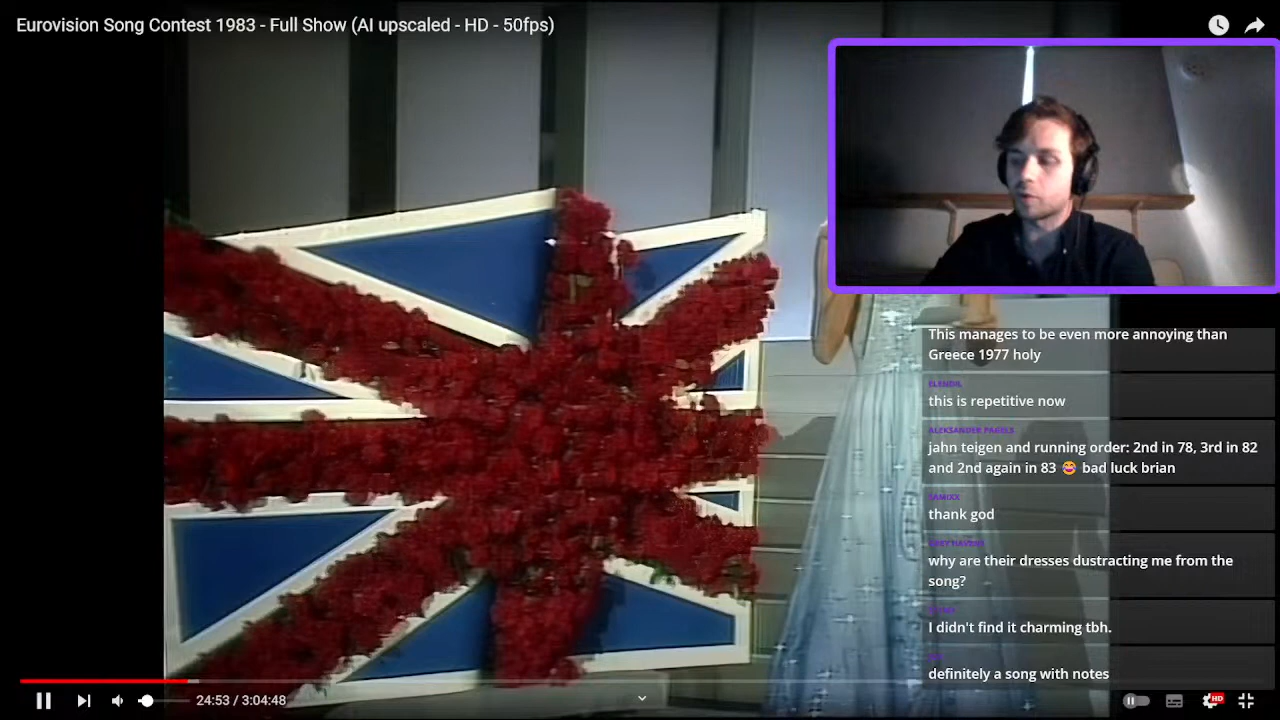 Eurovision Song Contest 1983 - Full Show (AI upscaled - HD - 50fps)
This manages to be even more annoying than
Greece 1977 holy
this is repetitive now
ALEKSANDER PAGELS
jahn teigen and running order: 2nd in 78, 3rd in 82
and 2nd again in 83 😂 bad luck brian
thank god
why are their dresses dustracting me from the
song?
I didn't find it charming tbh.
definitely a song with notes
24:53 / 3:04:48
HD